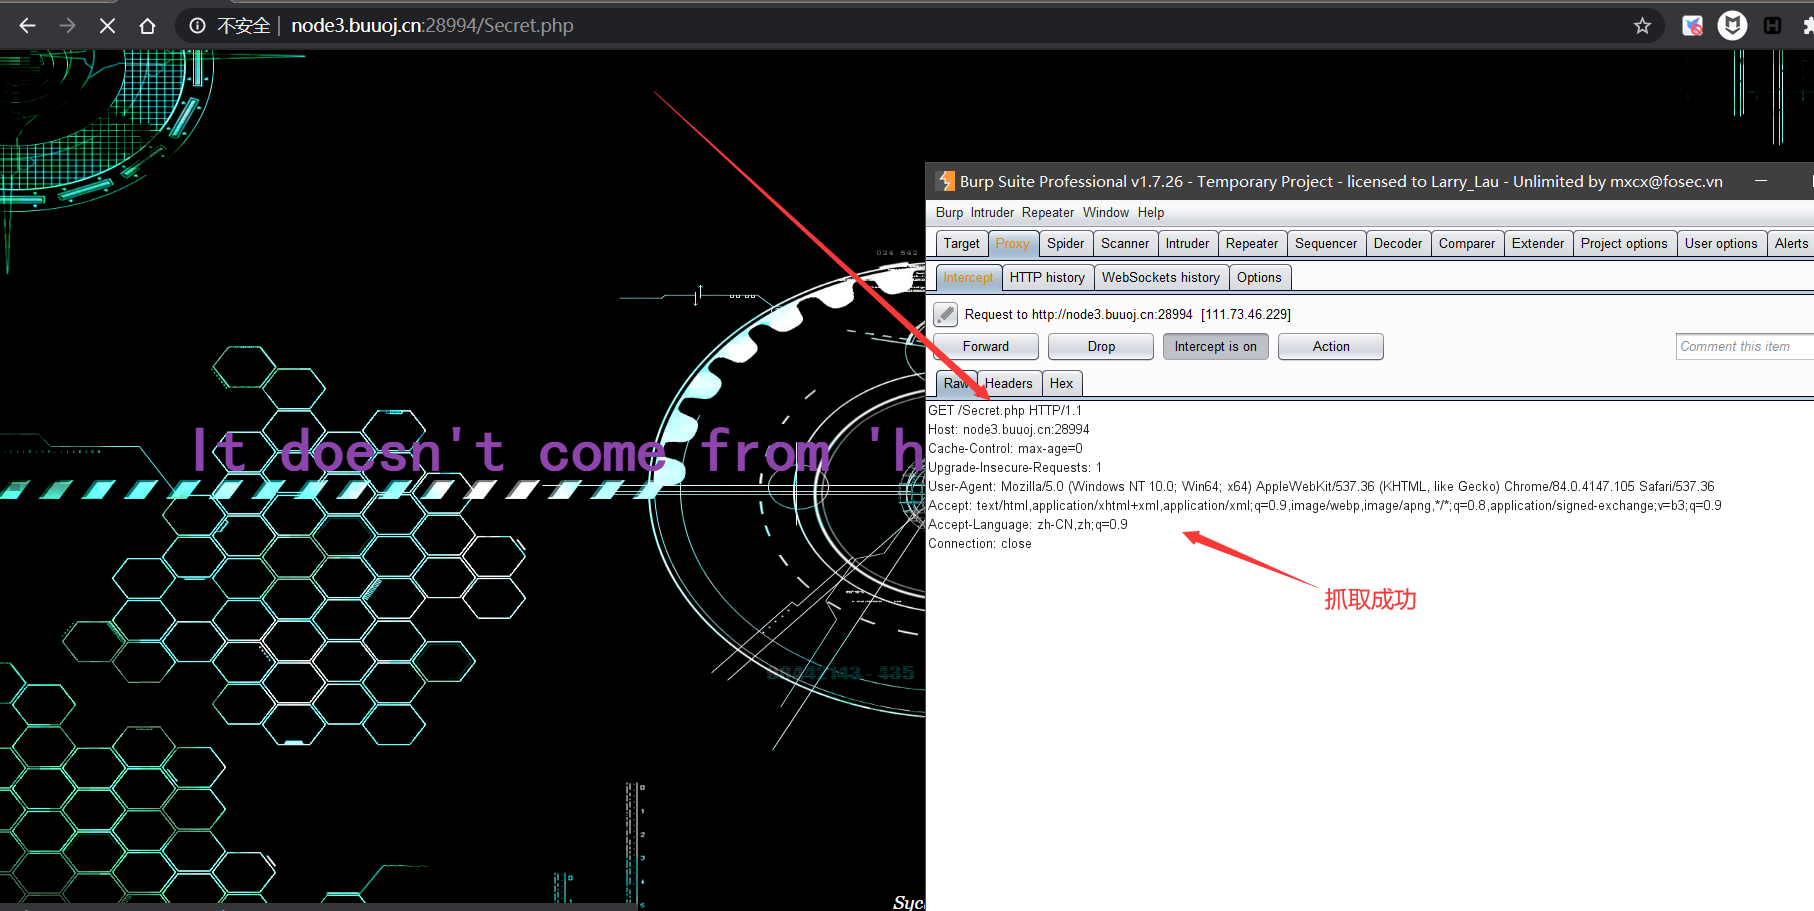 不安全 | node3.buuoj.cn:28994/Secret.php
Burp Suite Professional v1.7.26 - Temporary Project - licensed to Larry_Lau - Unlimited by mxcx@fosec.vn
Burp Intruder Repeater Window Help
Target Proxy Spider Scanner Intruder Repeater Sequencer Decoder Comparer Extender Project options User options Alerts
Intercept HTTP history WebSockets history Options
Request to http://node3.buuoj.cn:28994 [111.73.46.229]
Forward Drop Intercept is on Action Comment this item
Raw Headers Hex
GET /Secret.php HTTP/1.1
Host: node3.buuoj.cn:28994
Cache-Control: max-age=0
Upgrade-Insecure-Requests: 1
User-Agent: Mozilla/5.0 (Windows NT 10.0; Win64; x64) AppleWebKit/537.36 (KHTML, like Gecko) Chrome/84.0.4147.105 Safari/537.36
Accept: text/html,application/xhtml+xml,application/xml;q=0.9,image/webp,image/apng,*/*;q=0.8,application/signed-exchange;v=b3;q=0.9
Accept-Language: zh-CN,zh;q=0.9
Connection: close
抓取成功
It doesn't come from 'h
034 543
Syc